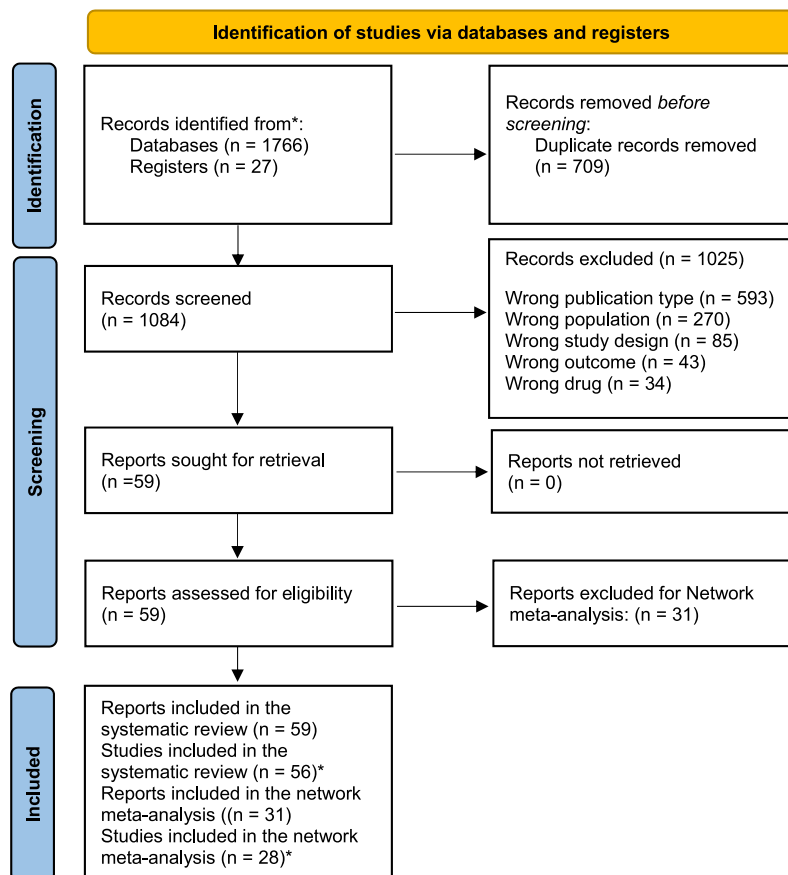 Identification of studies via databases and registers
Identification
Records identified from*:
Databases (n = 1766)
Registers (n = 27)
Records removed before
screening:
Duplicate records removed
(n = 709)
Screening
Records screened
(n = 1084)
Records excluded (n = 1025)
Wrong publication type (n = 593)
Wrong population (n = 270)
Wrong study design (n = 85)
Wrong outcome (n = 43)
Wrong drug (n = 34)
Reports sought for retrieval
(n =59)
Reports not retrieved
(n = 0)
Reports assessed for eligibility
(n = 59)
Reports excluded for Network
meta-analysis: (n = 31)
Included
Reports included in the
systematic review (n = 59)
Studies included in the
systematic review (n = 56)*
Reports included in the network
meta-analysis ((n = 31)
Studies included in the network
meta-analysis (n = 28)*